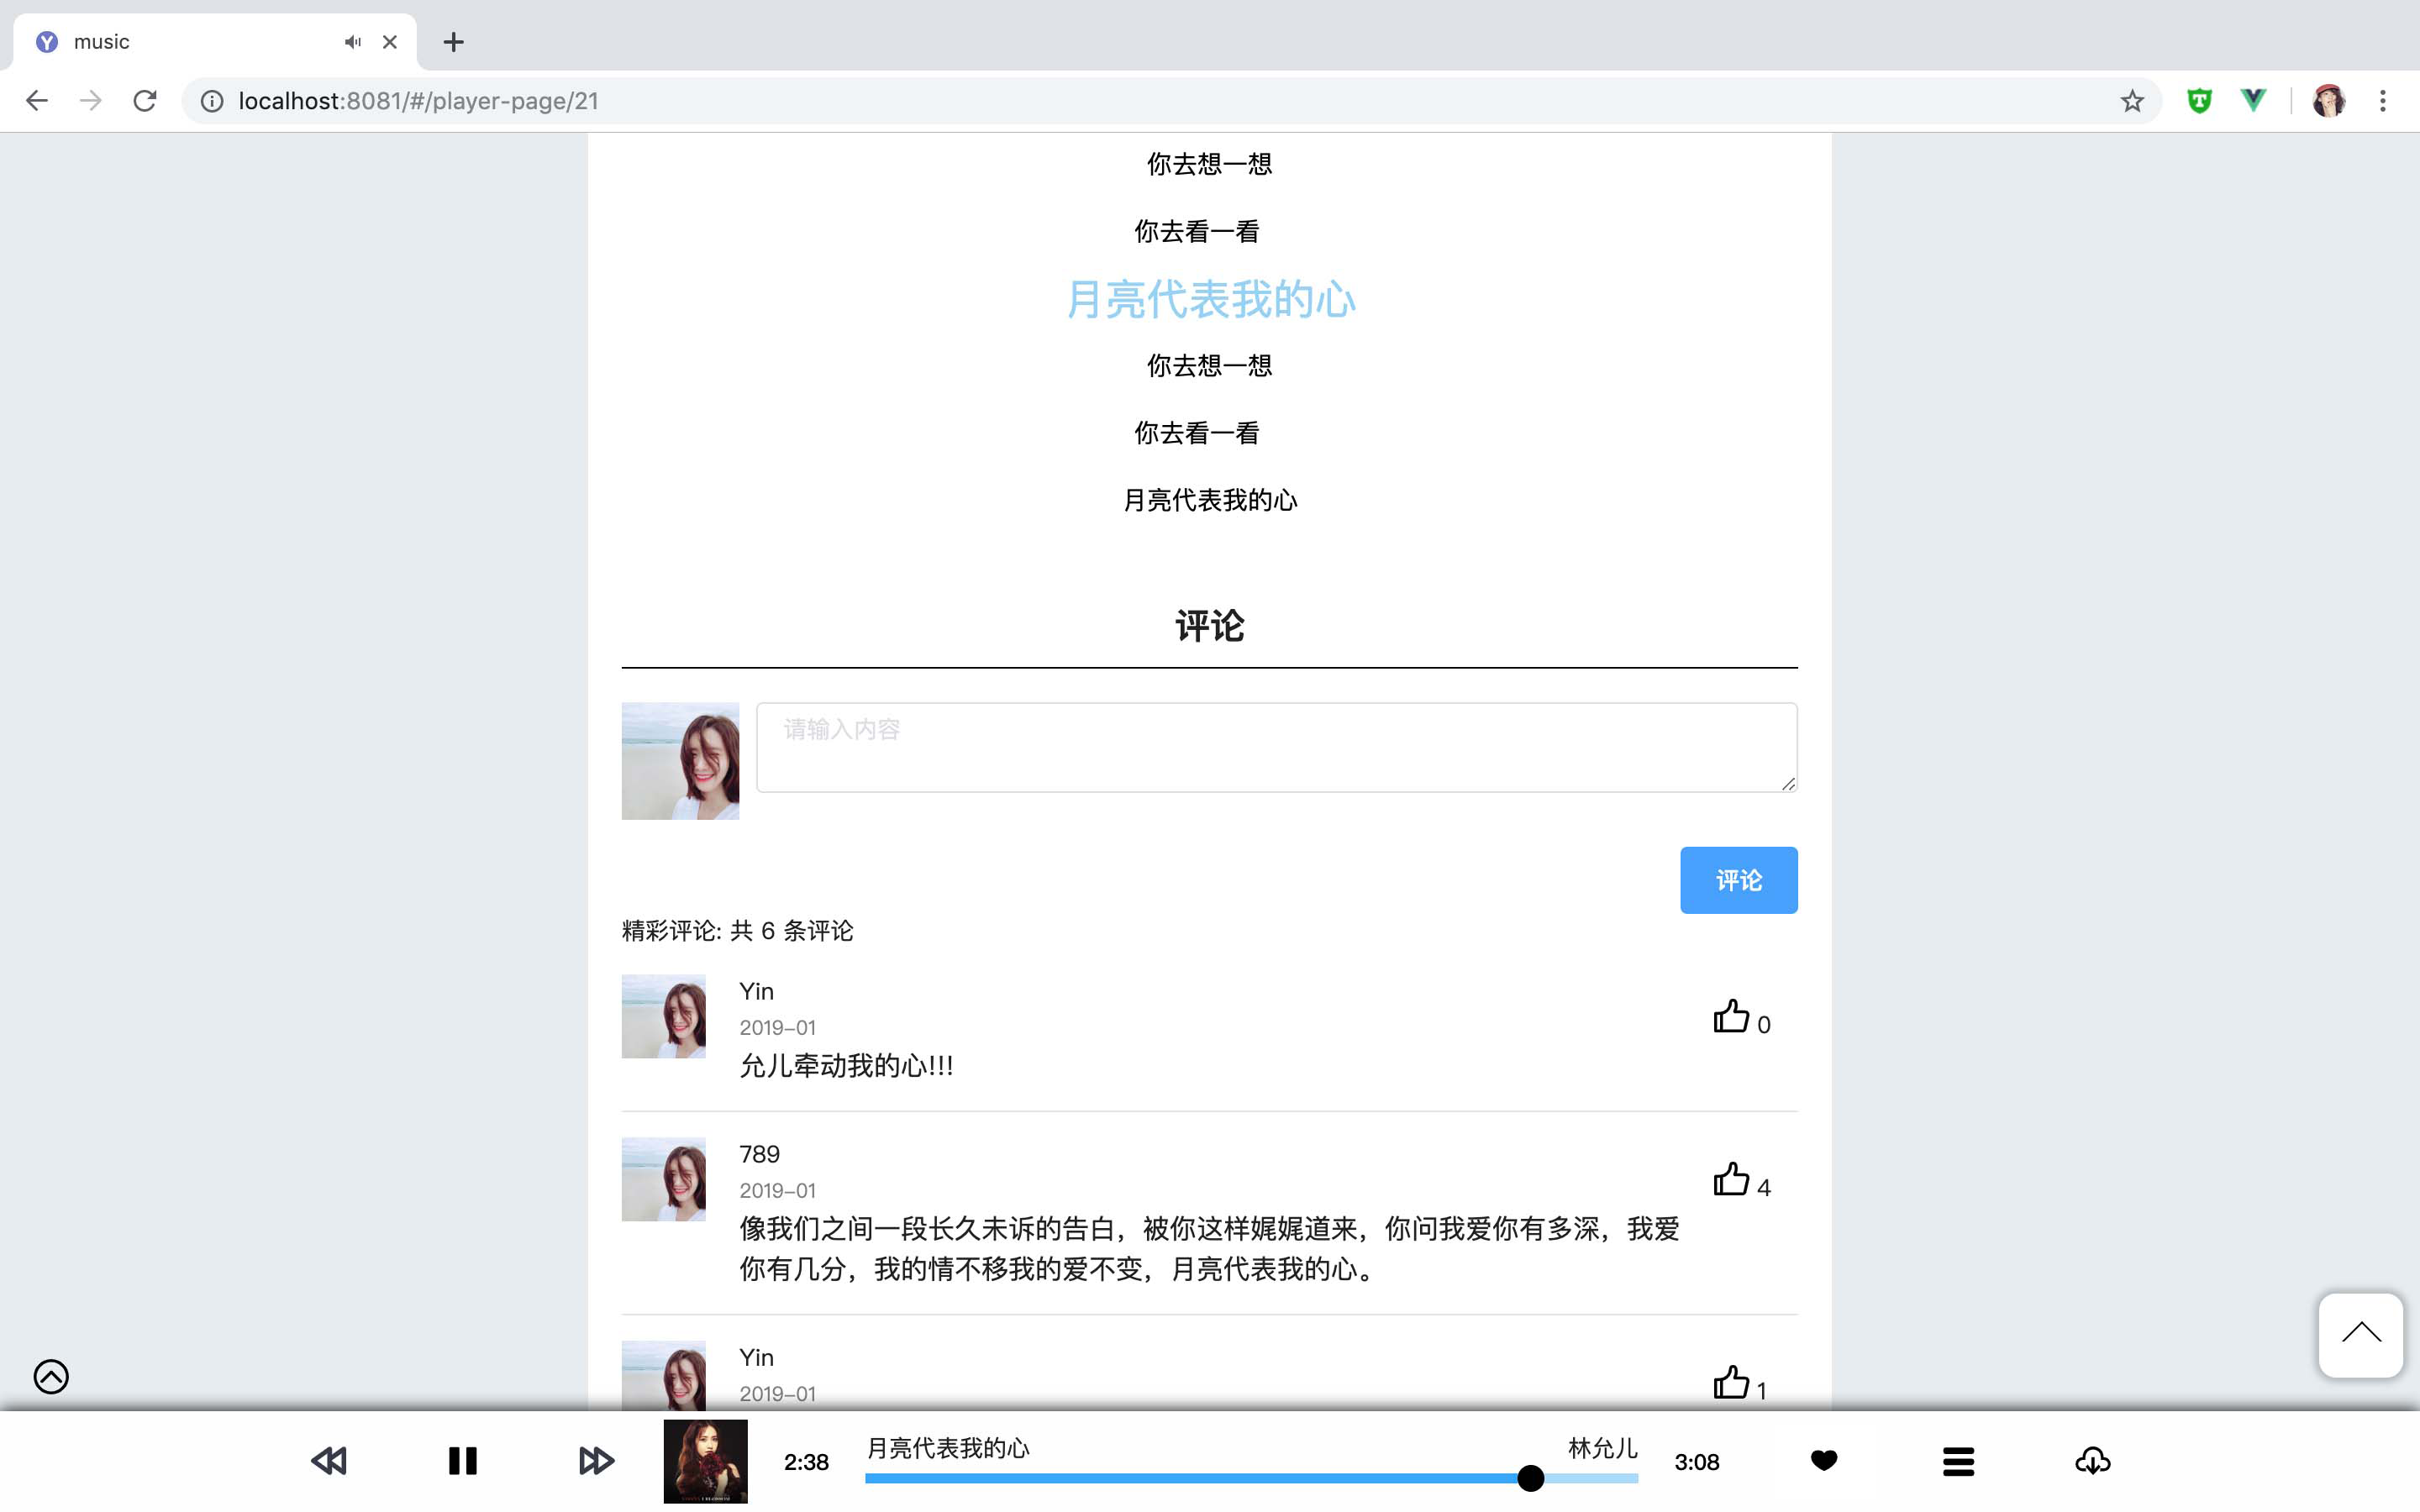 music
localhost:8081/#/player-page/21
你去想一想
你去看一看
月亮代表我的心
你去想一想
你去看一看
月亮代表我的心
评论
请输入内容
评论
精彩评论: 共 6 条评论
Yin
2019-01
0
允儿牵动我的心!!!
789
2019-01
4
像我们之间一段长久未诉的告白，被你这样娓娓道来，你问我爱你有多深，我爱
你有几分，我的情不移我的爱不变，月亮代表我的心。
Yin
2019-01
1
2:38
月亮代表我的心
林允儿
3:08